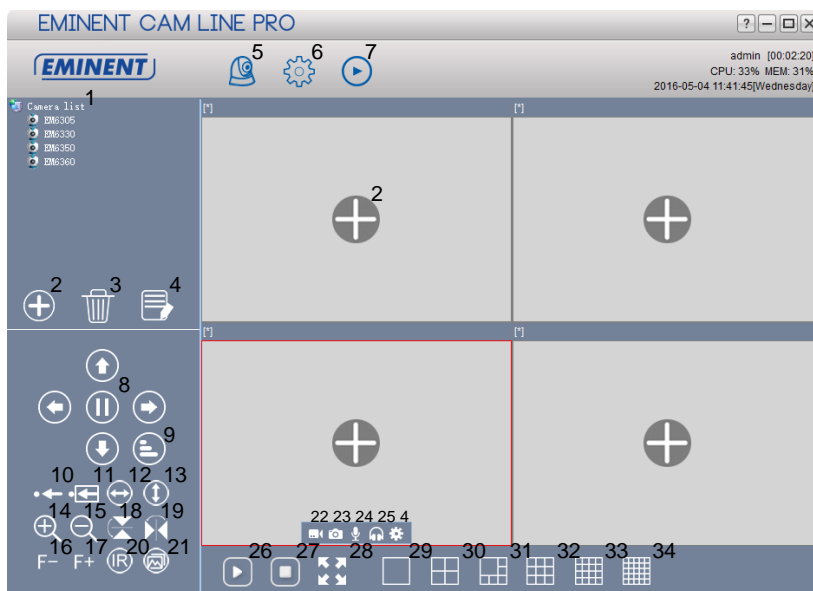 EMINENT CAM LINE PRO
?
EMINENT
5 6 7
admin [00:02:20]
CPU: 33% MEM: 31%
2016-05-04 11:41:45[Wednesday]
1
Camera list
EM6305
EM6330
EM6350
EM6360
[*] [*]
2
2 3 4
[*] [*]
8
9
10 11 12 13
14 15 18 19
16 17 20 21
F- F+ IR
22 23 24 25 4
26 27 28 29 30 31 32 33 34